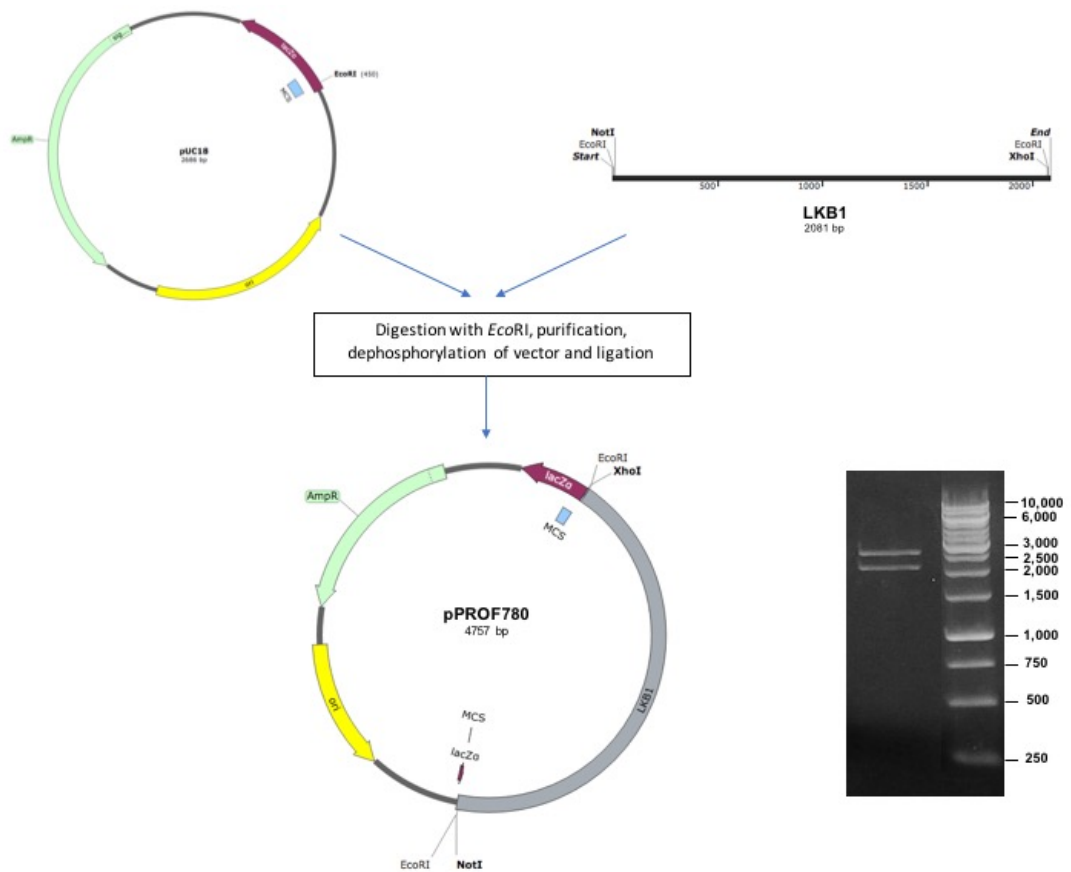 sig
lacZα
EcoRI (450)
MCS
AmpR
pUC18
2686 bp
ori
NotI
EcoRI
Start
End
EcoRI
XhoI
500
1000
1500
2000
LKB1
2081 bp
Digestion with EcoRI, purification,
dephosphorylation of vector and ligation
EcoRI
XhoI
lacZα
AmpR
MCS
pPROF780
4757 bp
ori
LKB1
MCS
lacZα
EcoRI
NotI
10,000
6,000
3,000
2,500
2,000
1,500
1,000
750
500
250